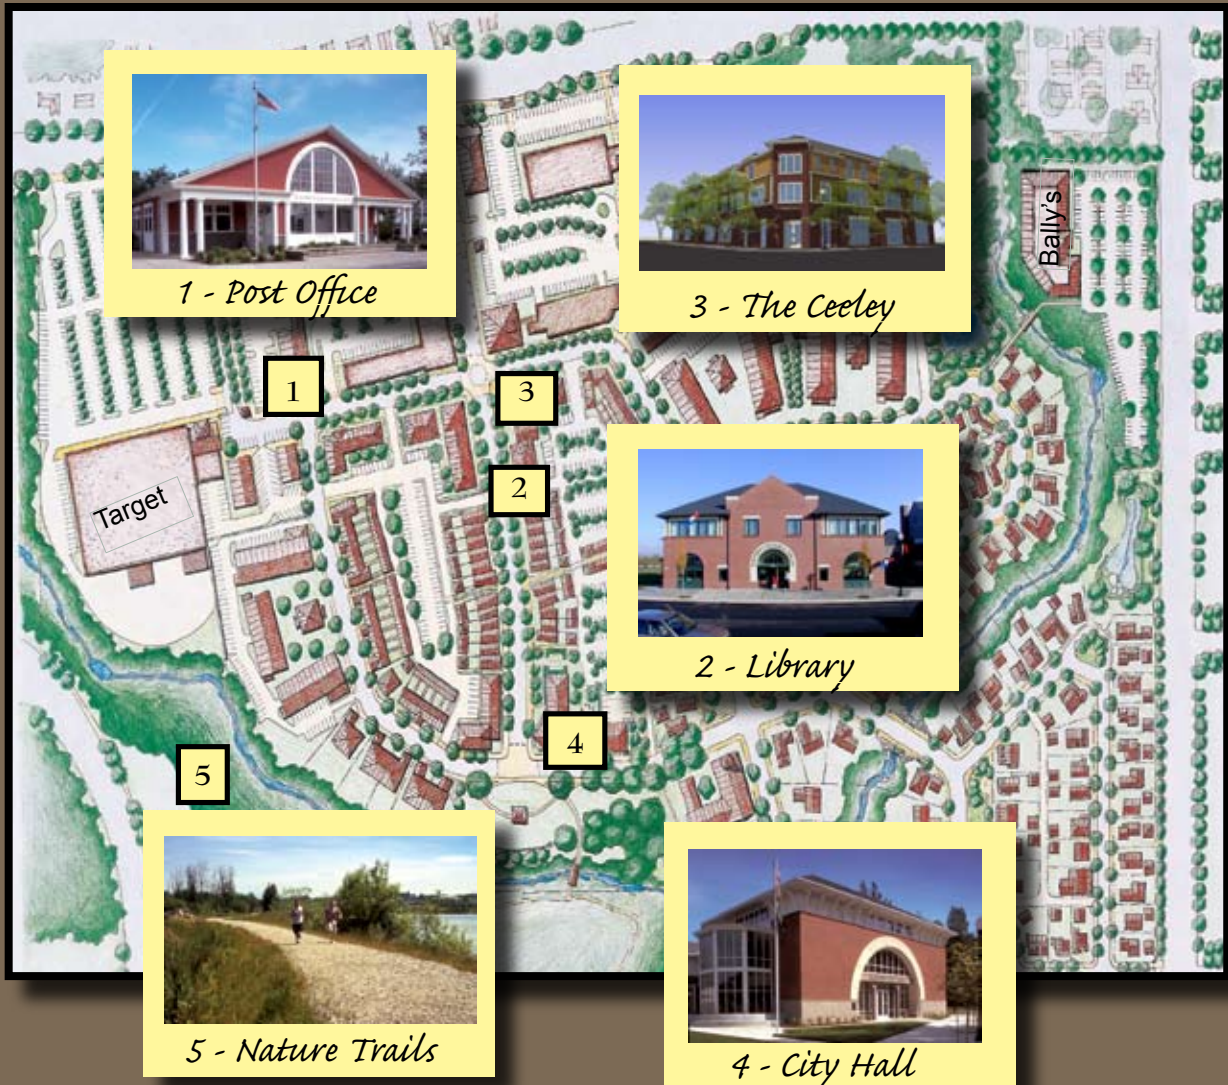 1 - Post Office
3 - The Ceeley
Bally's
1
3
2
Target
2 - Library
4
5
5 - Nature Trails
4 - City Hall